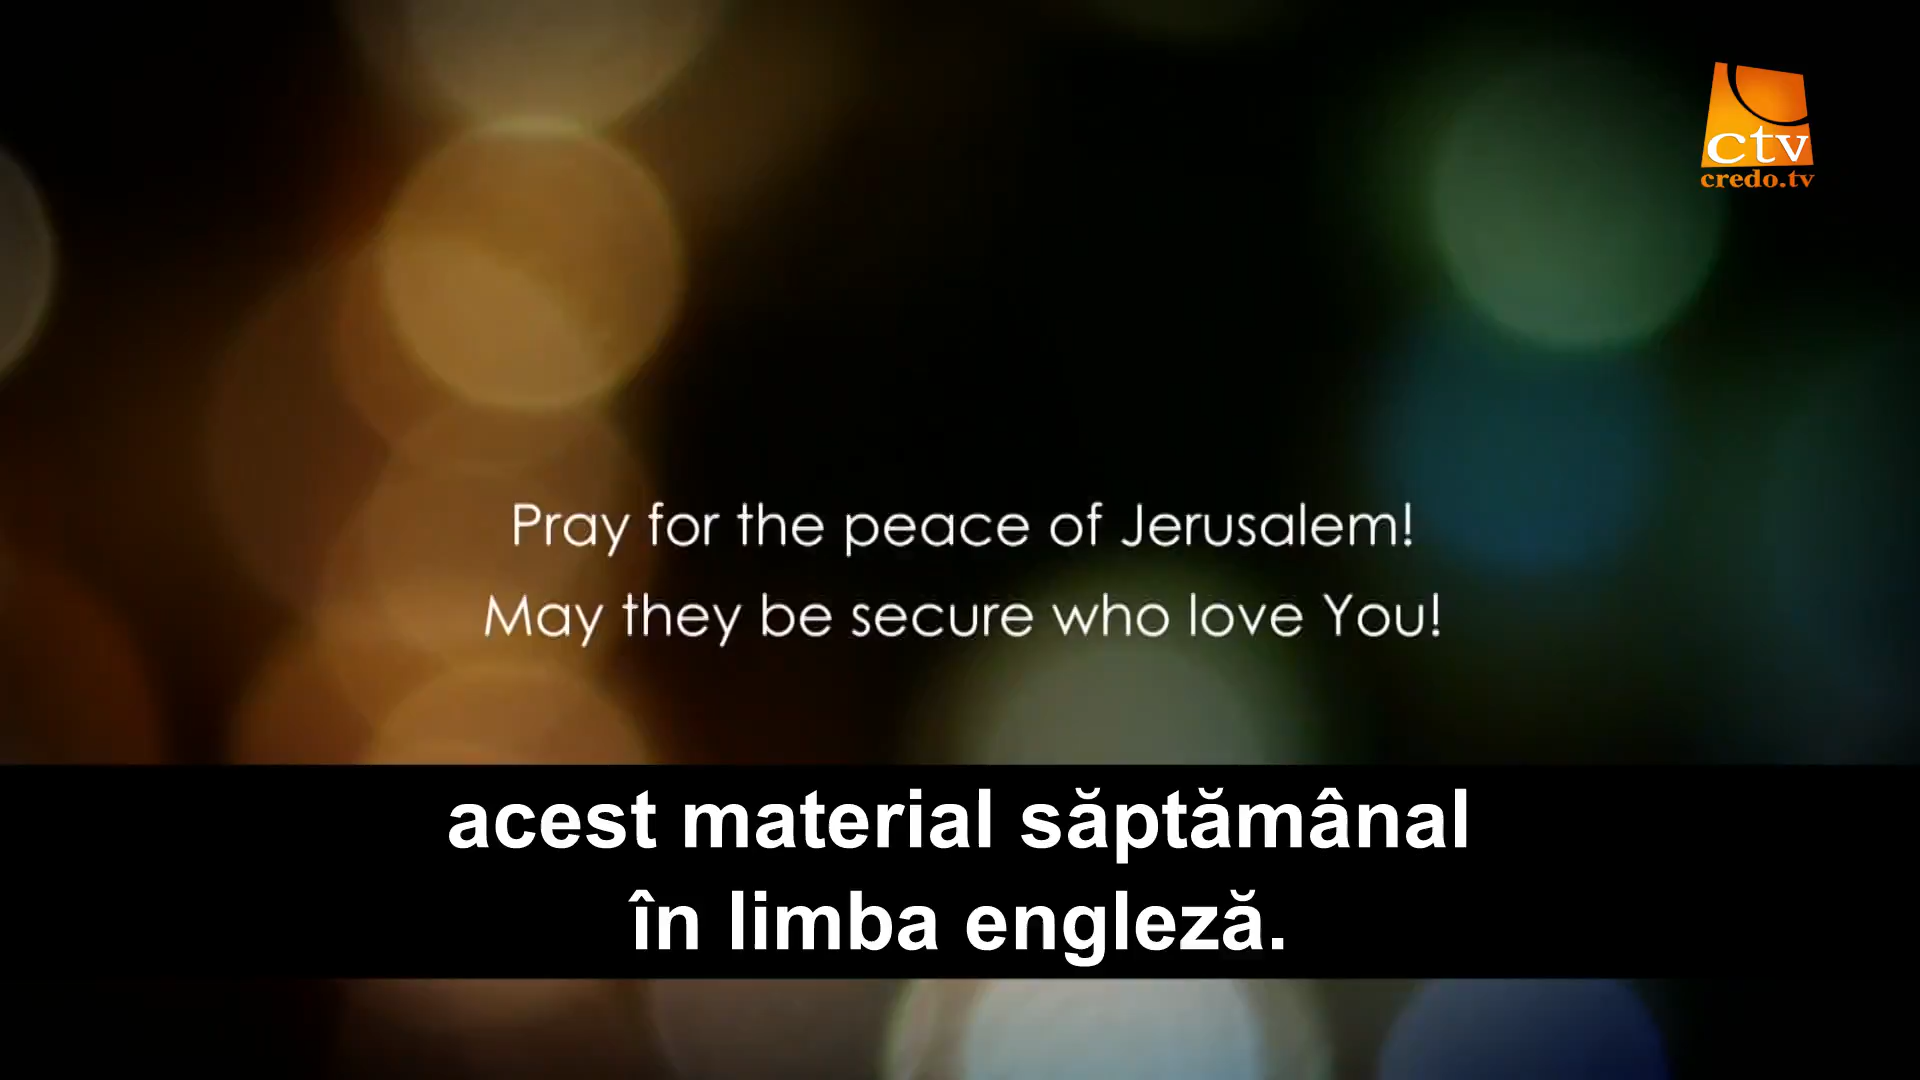 ctv
credo.tv
Pray for the peace of Jerusalem!
May they be secure who love You!
acest material săptămânal
în limba engleză.